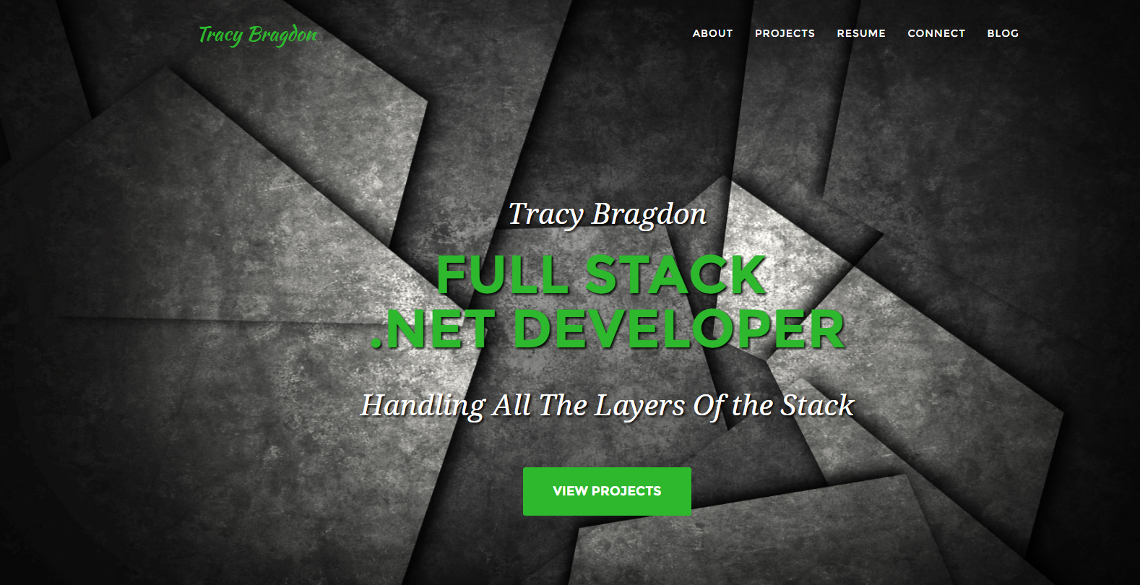 Tracy Bragdon
ABOUT PROJECTS RESUME CONNECT BLOG
Tracy Bragdon
FULL STACK
.NET DEVELOPER
Handling All The Layers Of the Stack
VIEW PROJECTS